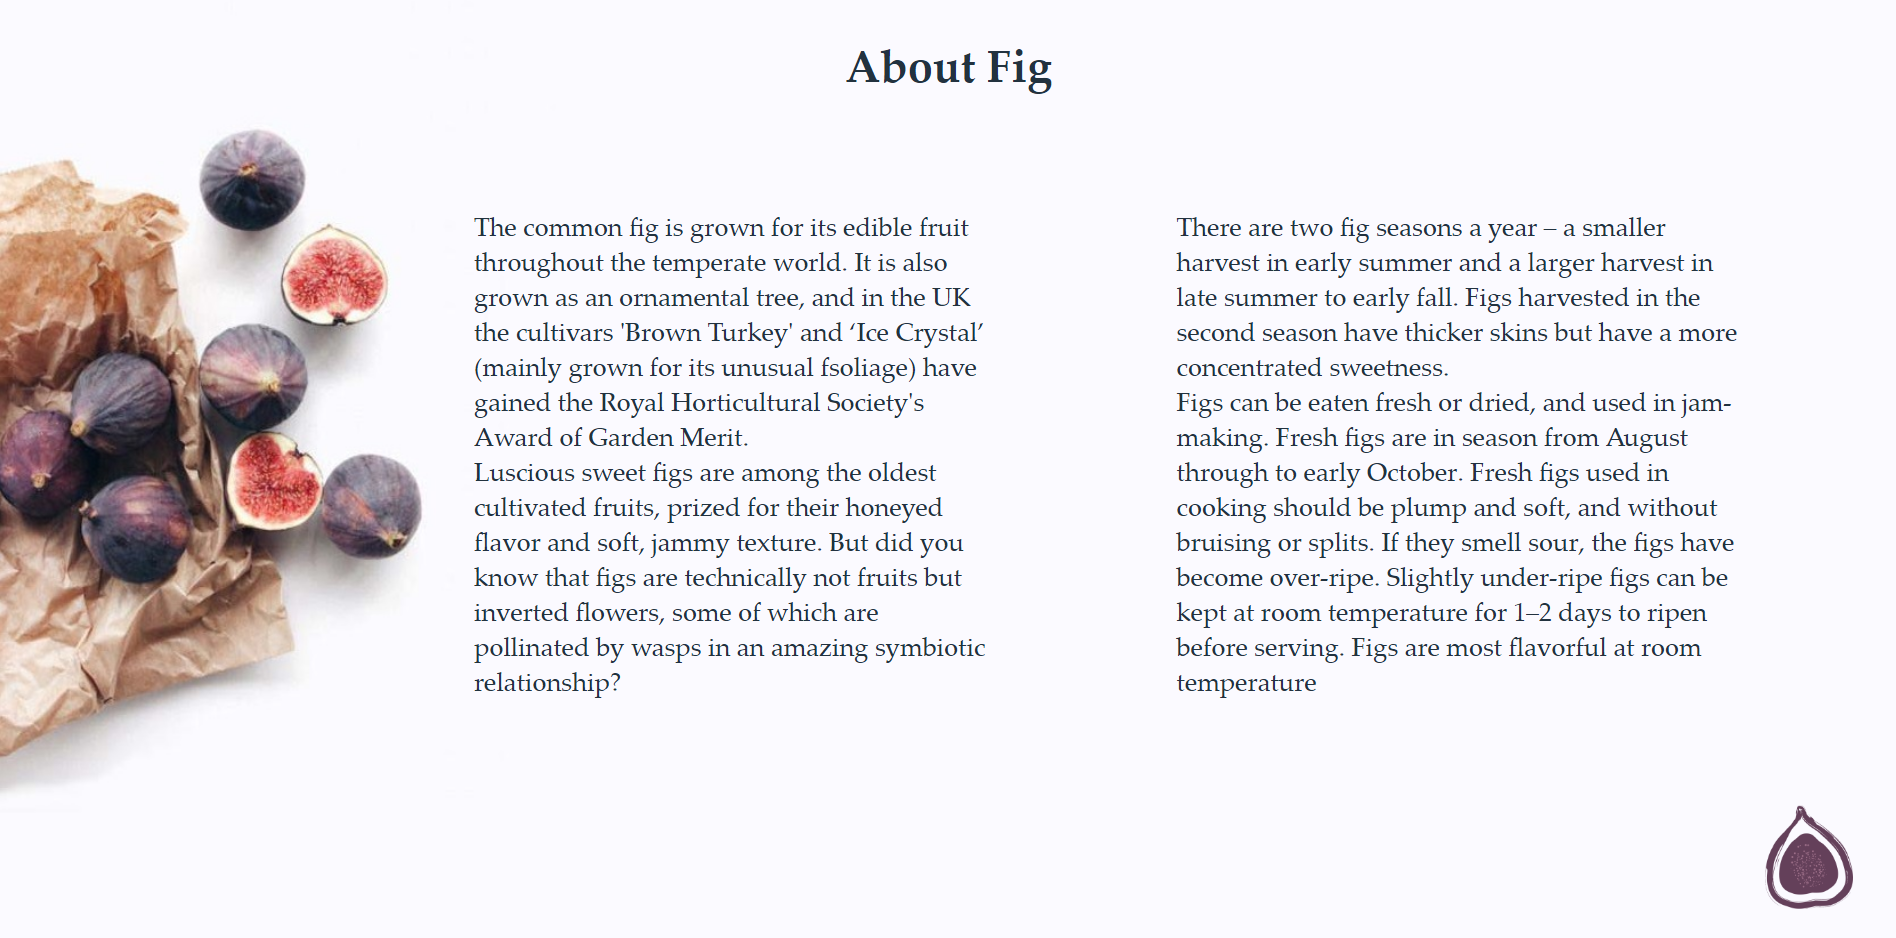 About Fig
The common fig is grown for its edible fruit
throughout the temperate world. It is also
grown as an ornamental tree, and in the UK
the cultivars 'Brown Turkey' and ‘Ice Crystal’
(mainly grown for its unusual fsoliage) have
gained the Royal Horticultural Society's
Award of Garden Merit.
Luscious sweet figs are among the oldest
cultivated fruits, prized for their honeyed
flavor and soft, jammy texture. But did you
know that figs are technically not fruits but
inverted flowers, some of which are
pollinated by wasps in an amazing symbiotic
relationship?
There are two fig seasons a year – a smaller
harvest in early summer and a larger harvest in
late summer to early fall. Figs harvested in the
second season have thicker skins but have a more
concentrated sweetness.
Figs can be eaten fresh or dried, and used in jam-
making. Fresh figs are in season from August
through to early October. Fresh figs used in
cooking should be plump and soft, and without
bruising or splits. If they smell sour, the figs have
become over-ripe. Slightly under-ripe figs can be
kept at room temperature for 1–2 days to ripen
before serving. Figs are most flavorful at room
temperature